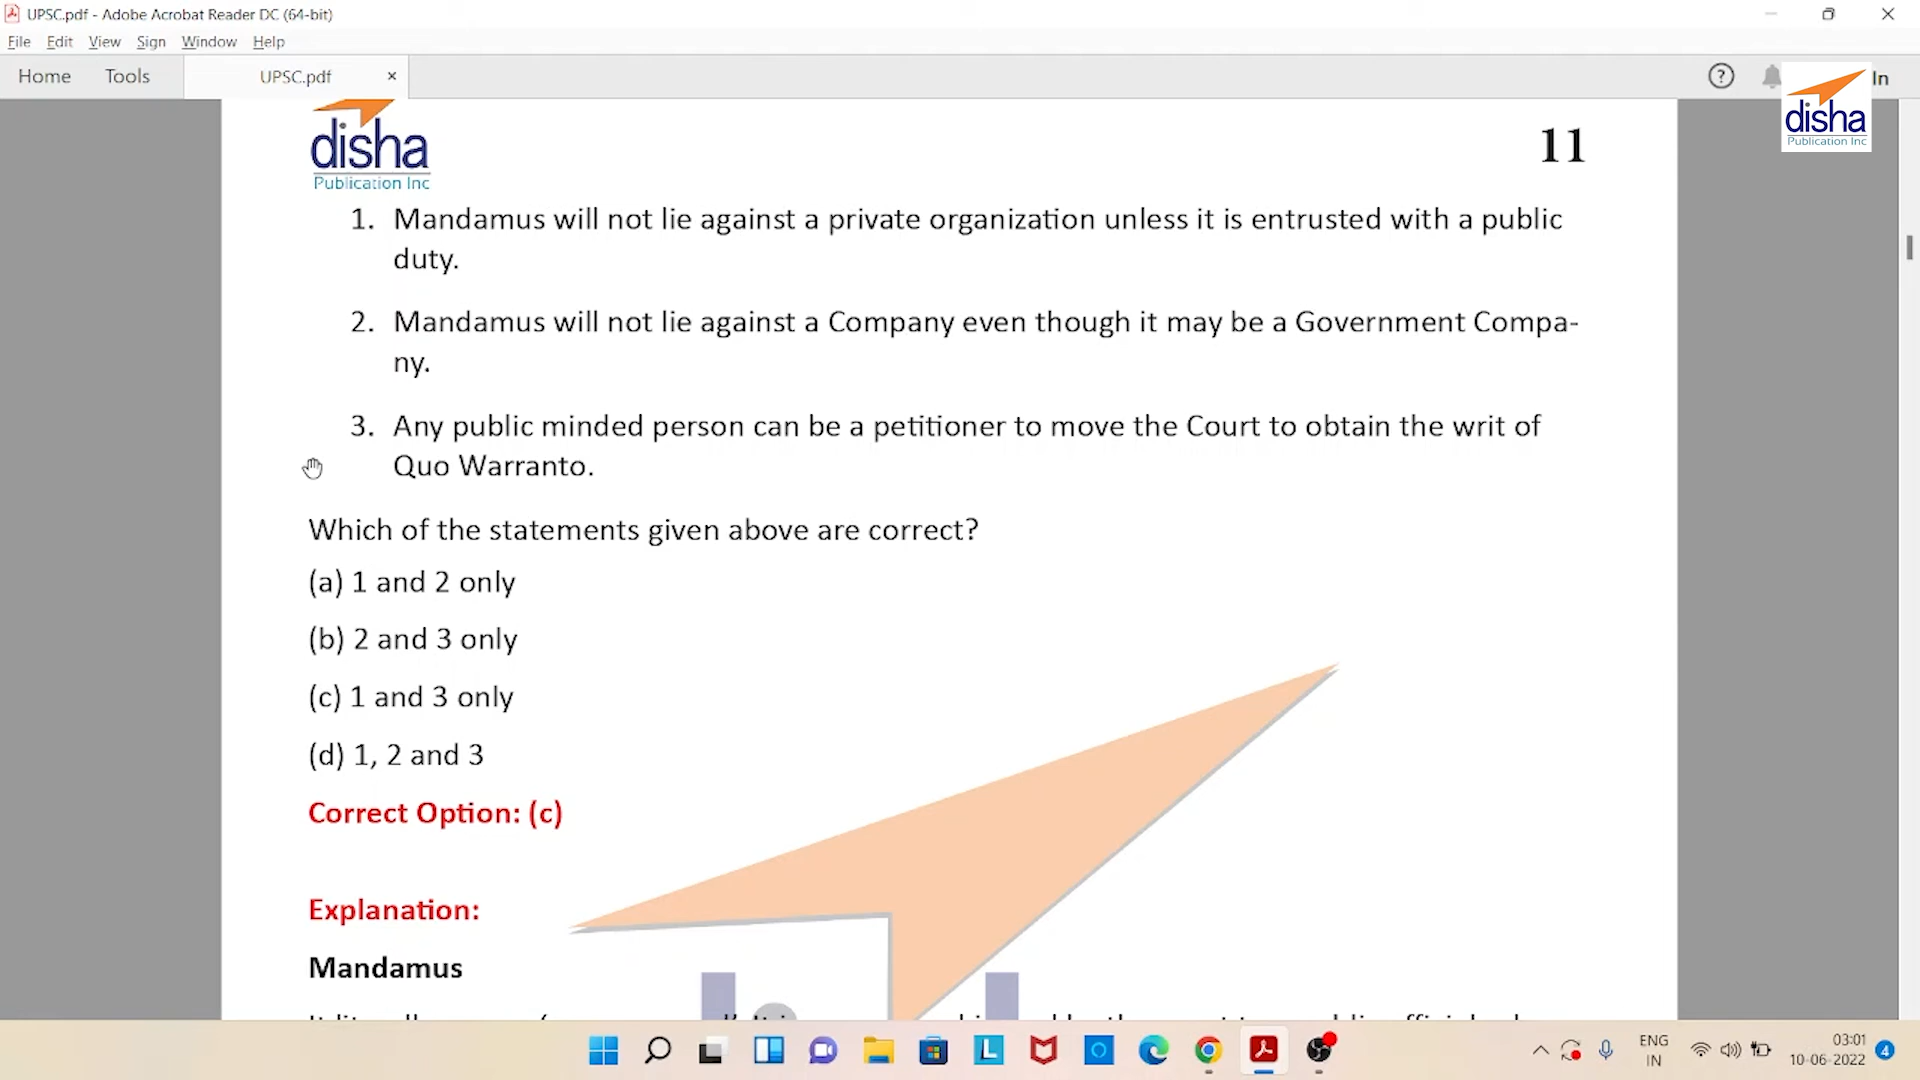 UPSC.pdf - Adobe Acrobat Reader DC (64-bit)
File Edit View Sign Window Help
Home Tools UPSC.pdf × ? In
disha
Publication Inc
disha
Publication Inc
11
1. Mandamus will not lie against a private organization unless it is entrusted with a public
duty.
2. Mandamus will not lie against a Company even though it may be a Government Compa-
ny.
3. Any public minded person can be a petitioner to move the Court to obtain the writ of
Quo Warranto.
Which of the statements given above are correct?
(a) 1 and 2 only
(b) 2 and 3 only
(c) 1 and 3 only
(d) 1, 2 and 3
Correct Option: (c)
Explanation:
Mandamus
L
ENG
IN
03:01
10-06-2022
4